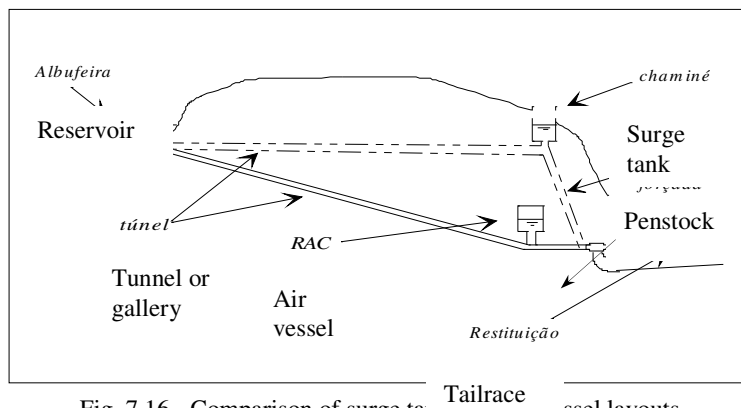 Albufeira
chaminé
Reservoir
Surge
tank
forçada
Penstock
túnel
RAC
Tunnel or
gallery
Air
vessel
Restituição
Tailrace
Fig. 7.16 - Comparison of surge ta ssel layouts